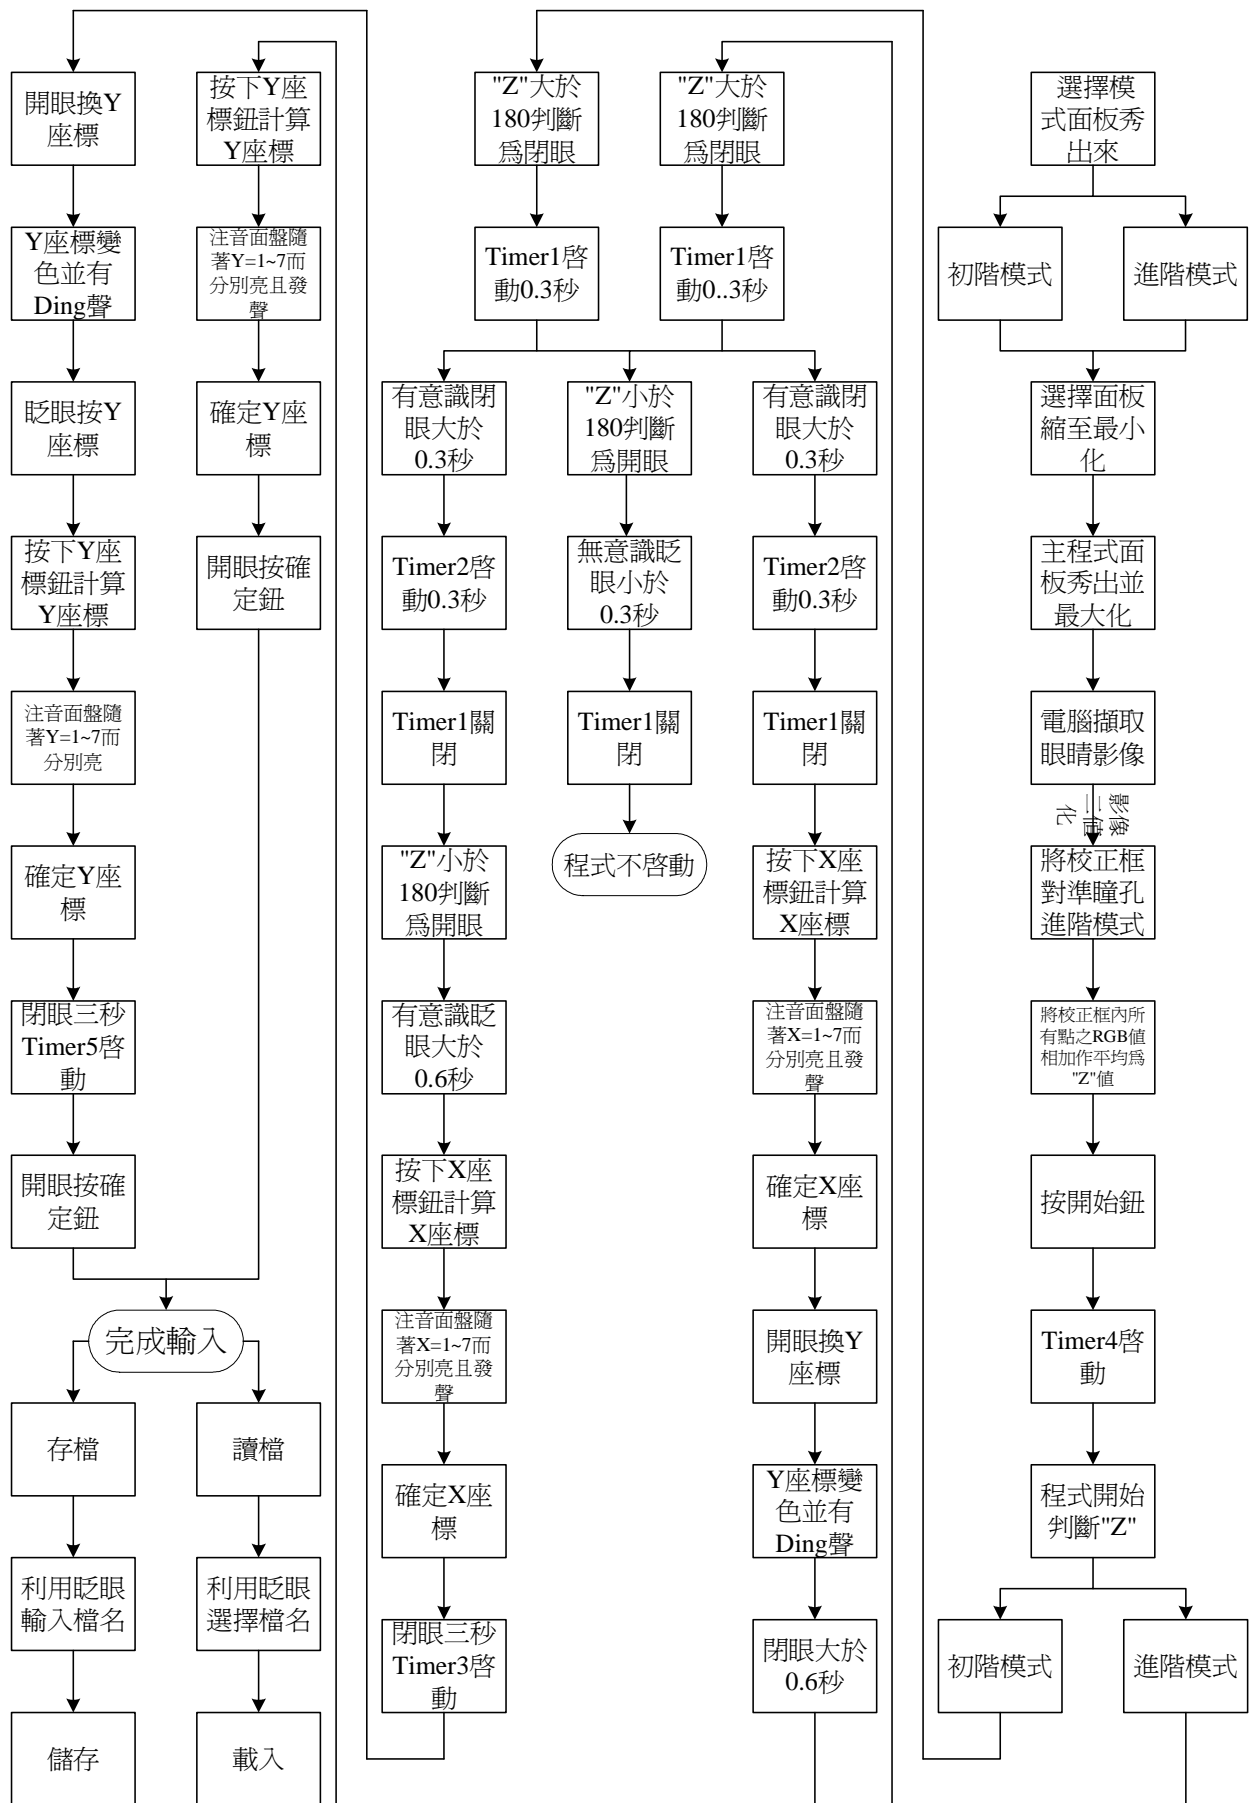 開眼換Y
座標
Y座標變
色並有
Ding聲
眨眼按Y
座標
按下Y座
標鈕計算
Y座標
注音面盤隨
著Y=1~7而
分別亮
確定Y座
標
閉眼三秒
Timer5啓
動
開眼按確
定鈕
按下Y座
標鈕計算
Y座標
注音面盤隨
著Y=1~7而
分別亮且發
聲
確定Y座
標
開眼按確
定鈕
完成輸入
存檔
利用眨眼
輸入檔名
儲存
讀檔
利用眨眼
選擇檔名
載入
"Z"大於
180判斷
爲閉眼
Timer1啓
動0.3秒
"Z"大於
180判斷
爲閉眼
Timer1啓
動0..3秒
有意識閉
眼大於
0.3秒
Timer2啓
動0.3秒
Timer1關
閉
"Z"小於
180判斷
爲開眼
有意識眨
眼大於
0.6秒
按下X座
標鈕計算
X座標
注音面盤隨
著X=1~7而
分別亮且發
聲
確定X座
標
閉眼三秒
Timer3啓
動
"Z"小於
180判斷
爲開眼
無意識眨
眼小於
0.3秒
Timer1關
閉
程式不啓動
有意識閉
眼大於
0.3秒
Timer2啓
動0.3秒
Timer1關
閉
按下X座
標鈕計算
X座標
注音面盤隨
著X=1~7而
分別亮且發
聲
確定X座
標
開眼換Y
座標
Y座標變
色並有
Ding聲
閉眼大於
0.6秒
選擇模
式面板秀
出來
初階模式
進階模式
選擇面板
縮至最小
化
主程式面
板秀出並
最大化
電腦擷取
眼睛影像
影像
二值
化
將校正框
對準瞳孔
進階模式
將校正框內所
有點之RGB值
相加作平均爲
"Z"值
按開始鈕
Timer4啓
動
程式開始
判斷"Z"
初階模式
進階模式